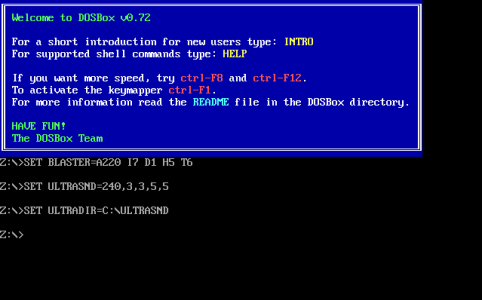 Welcome to DOSBox v0.72
For a short introduction for new users type: INTRO
For supported shell commands type: HELP
If you want more speed, try ctrl-F8 and ctrl-F12.
To activate the keymapper ctrl-F1.
For more information read the README file in the DOSBox directory.
HAVE FUN!
The DOSBox Team
Z:\>SET BLASTER=A220 I7 D1 H5 T6
Z:\>SET ULTRASND=240,3,3,5,5
Z:\>SET ULTRADIR=C:\ULTRASND
Z:\>